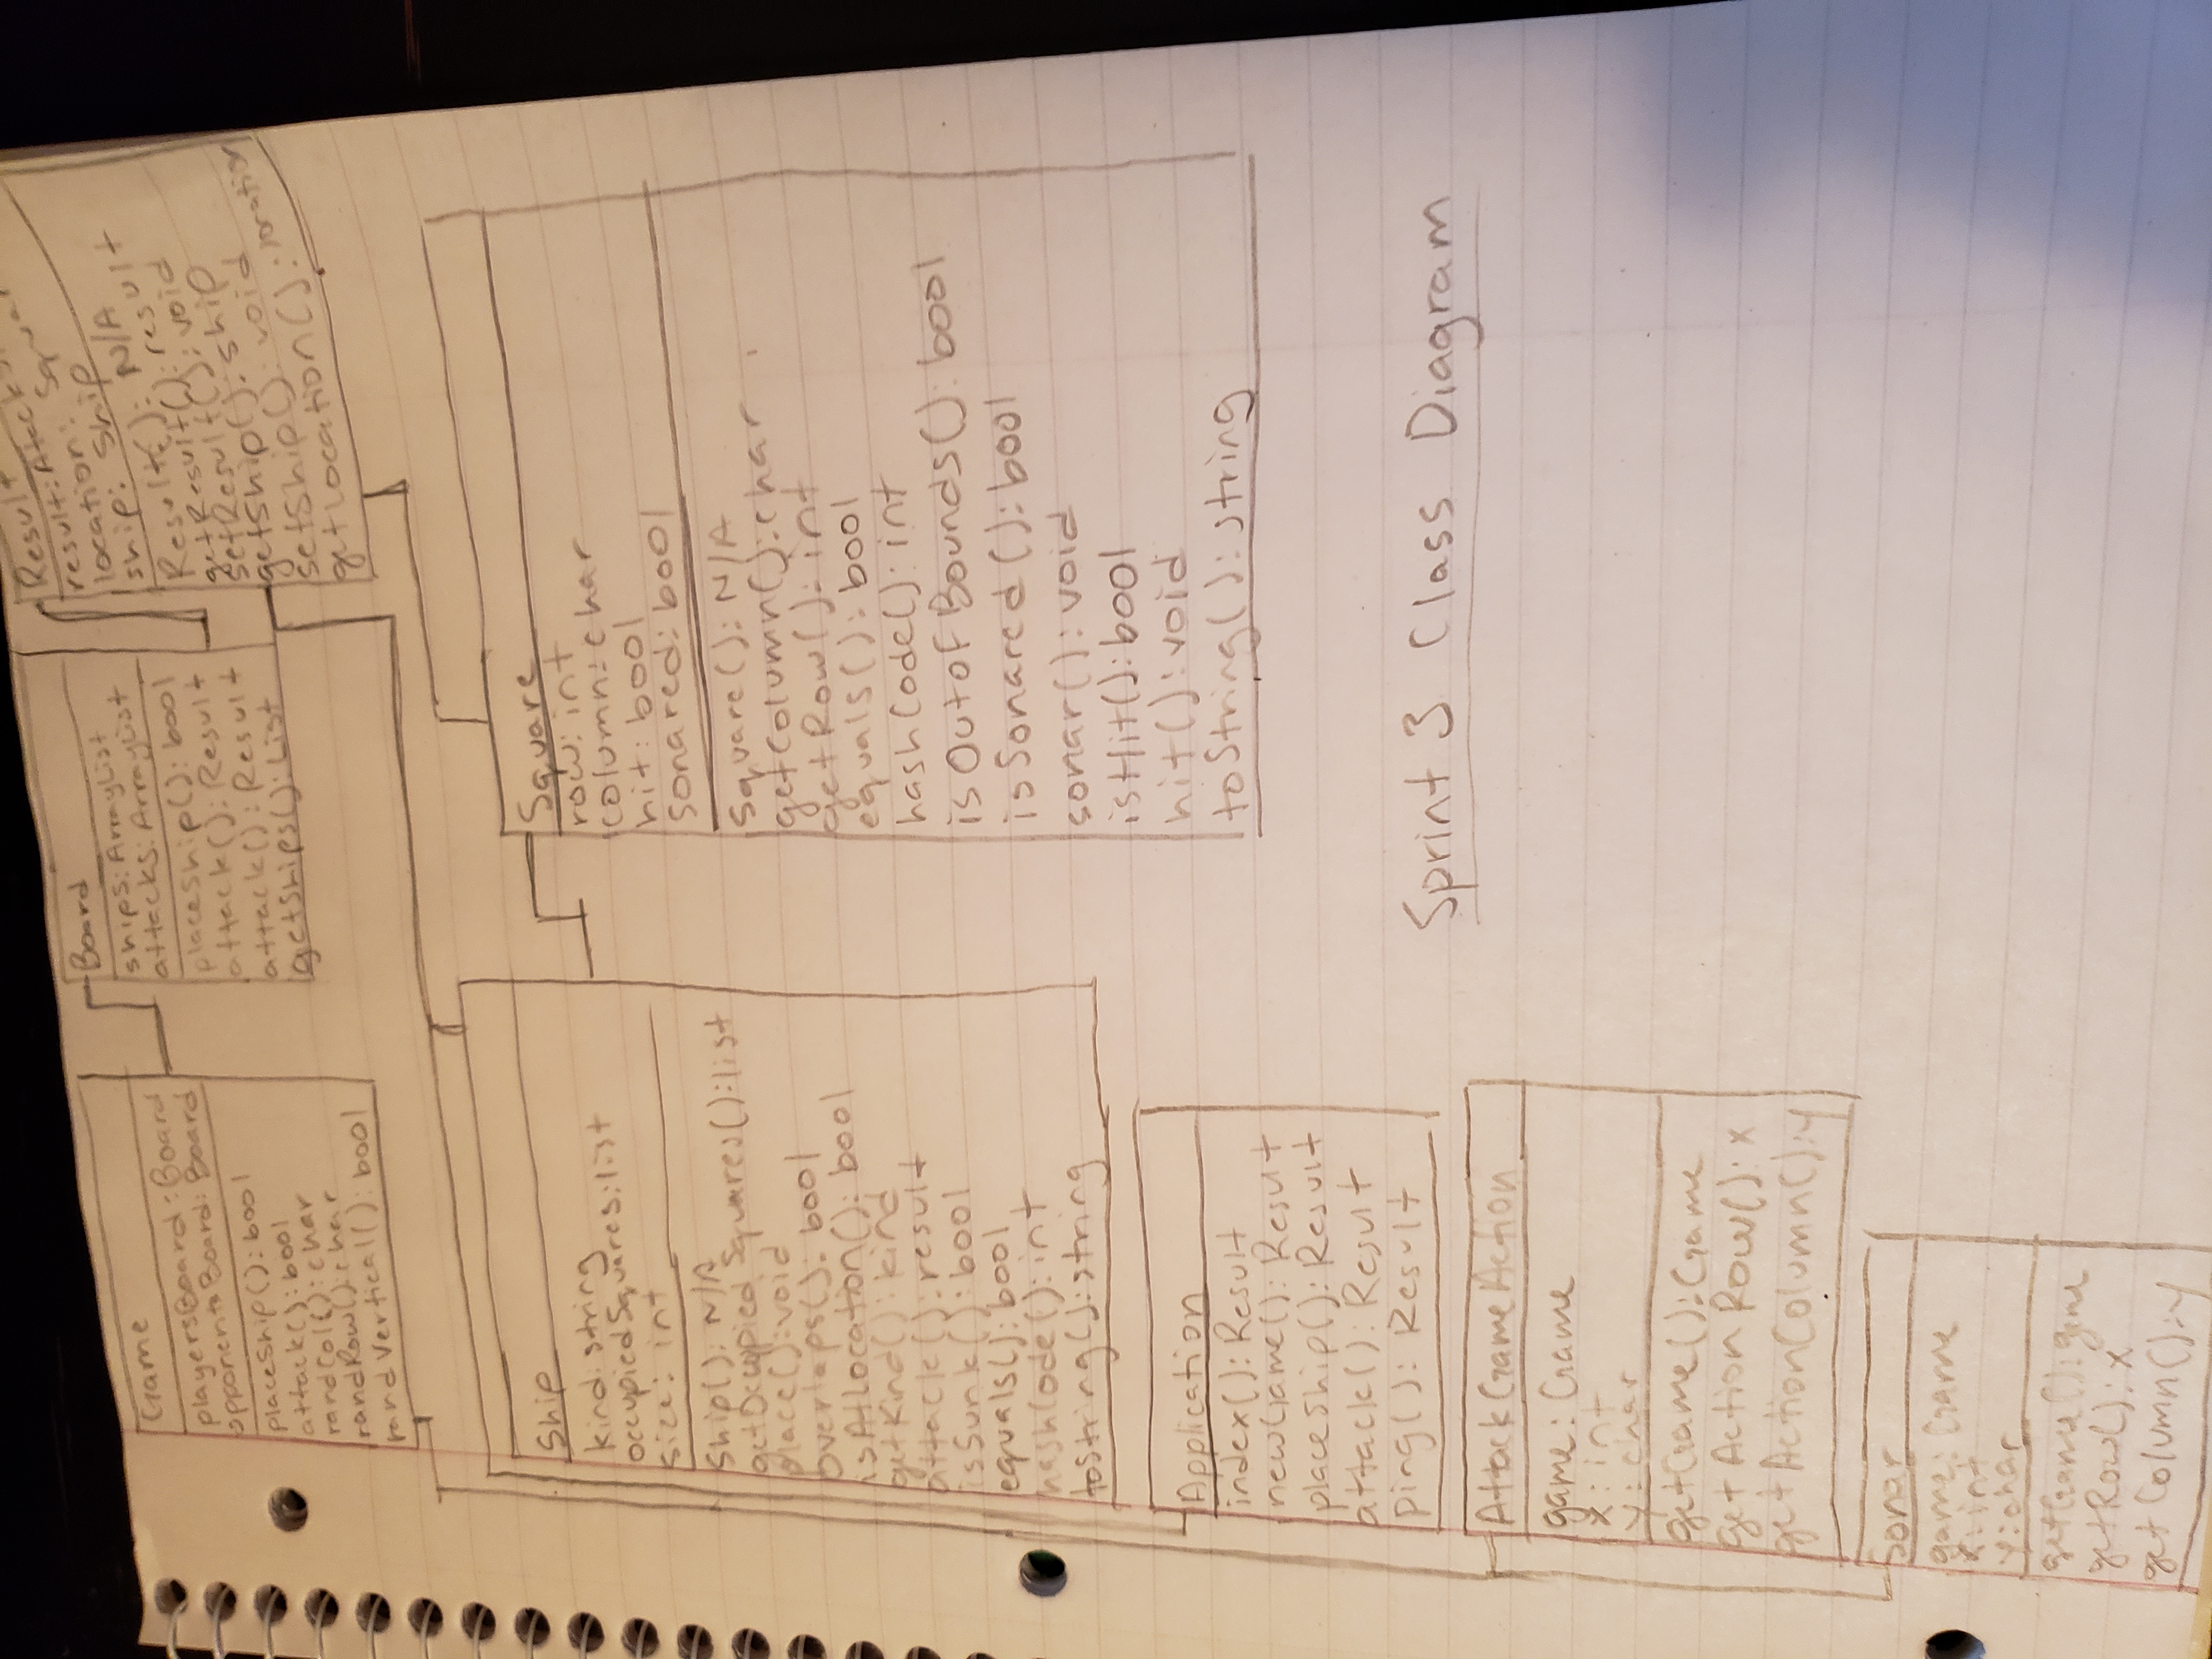 Game
playersBoard: Board
opponentsBoard: Board
placeShip(): bool
attack(): bool
randCol(): char
randRow(): char
randVertical(): bool
Board
ships: ArrayList
attacks: ArrayList
placeShip(): bool
attack(): Result
attack(): Result
getShips(): List
Result
result:
location:
ship: Ship
Result(): N/A
getResult(): result
setResult(): void
getShip(): Ship
setShip(): void
getLocation(): location
Ship
kind: string
occupiedSquares: list
size: int
Ship(): N/A
getOccupiedSquares(): list
place(): void
overlaps(): bool
isAtLocation(): bool
getKind(): kind
attack(): result
isSunk(): bool
equals(): bool
hashCode(): int
toString(): string
Square
row: int
column: char
hit: bool
sonared: bool
Square(): N/A
getColumn(): char
getRow(): int
equals(): bool
hashCode(): int
isOutofBounds(): bool
isSonared(): bool
sonar(): void
isHit(): bool
hit(): void
toString(): string
Application
index(): Result
newGame(): Result
placeShip(): Result
attack(): Result
ping(): Result
Sprint 3 Class Diagram
AttackGameAction
game: Game
x: int
y: char
getGame(): Game
getActionRow(): x
getActionColumn(): y
Sonar
game: Game
x: int
y: char
getGame(): game
getRow(): x
getColumn(): y